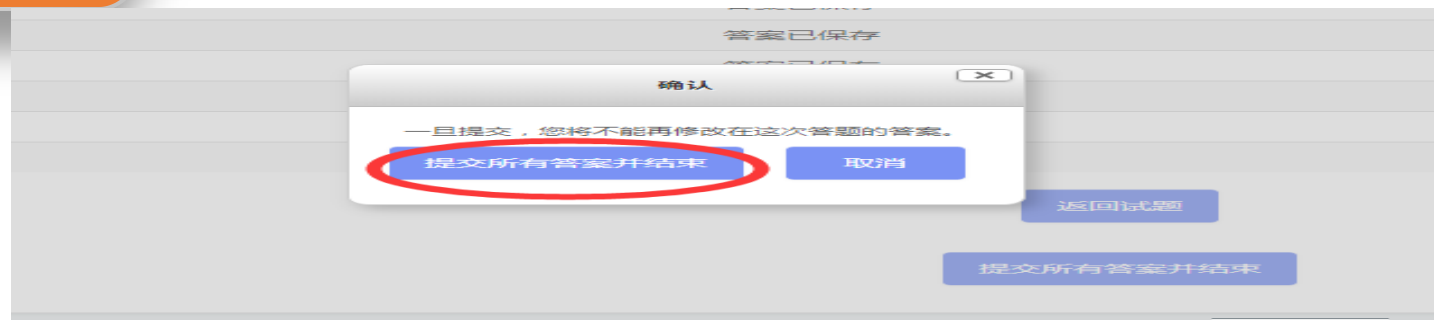 答案已保存
确认
一旦提交，您将不能再修改在这次答题的答案。
提交所有答案并结束
取消
返回试题
提交所有答案并结束